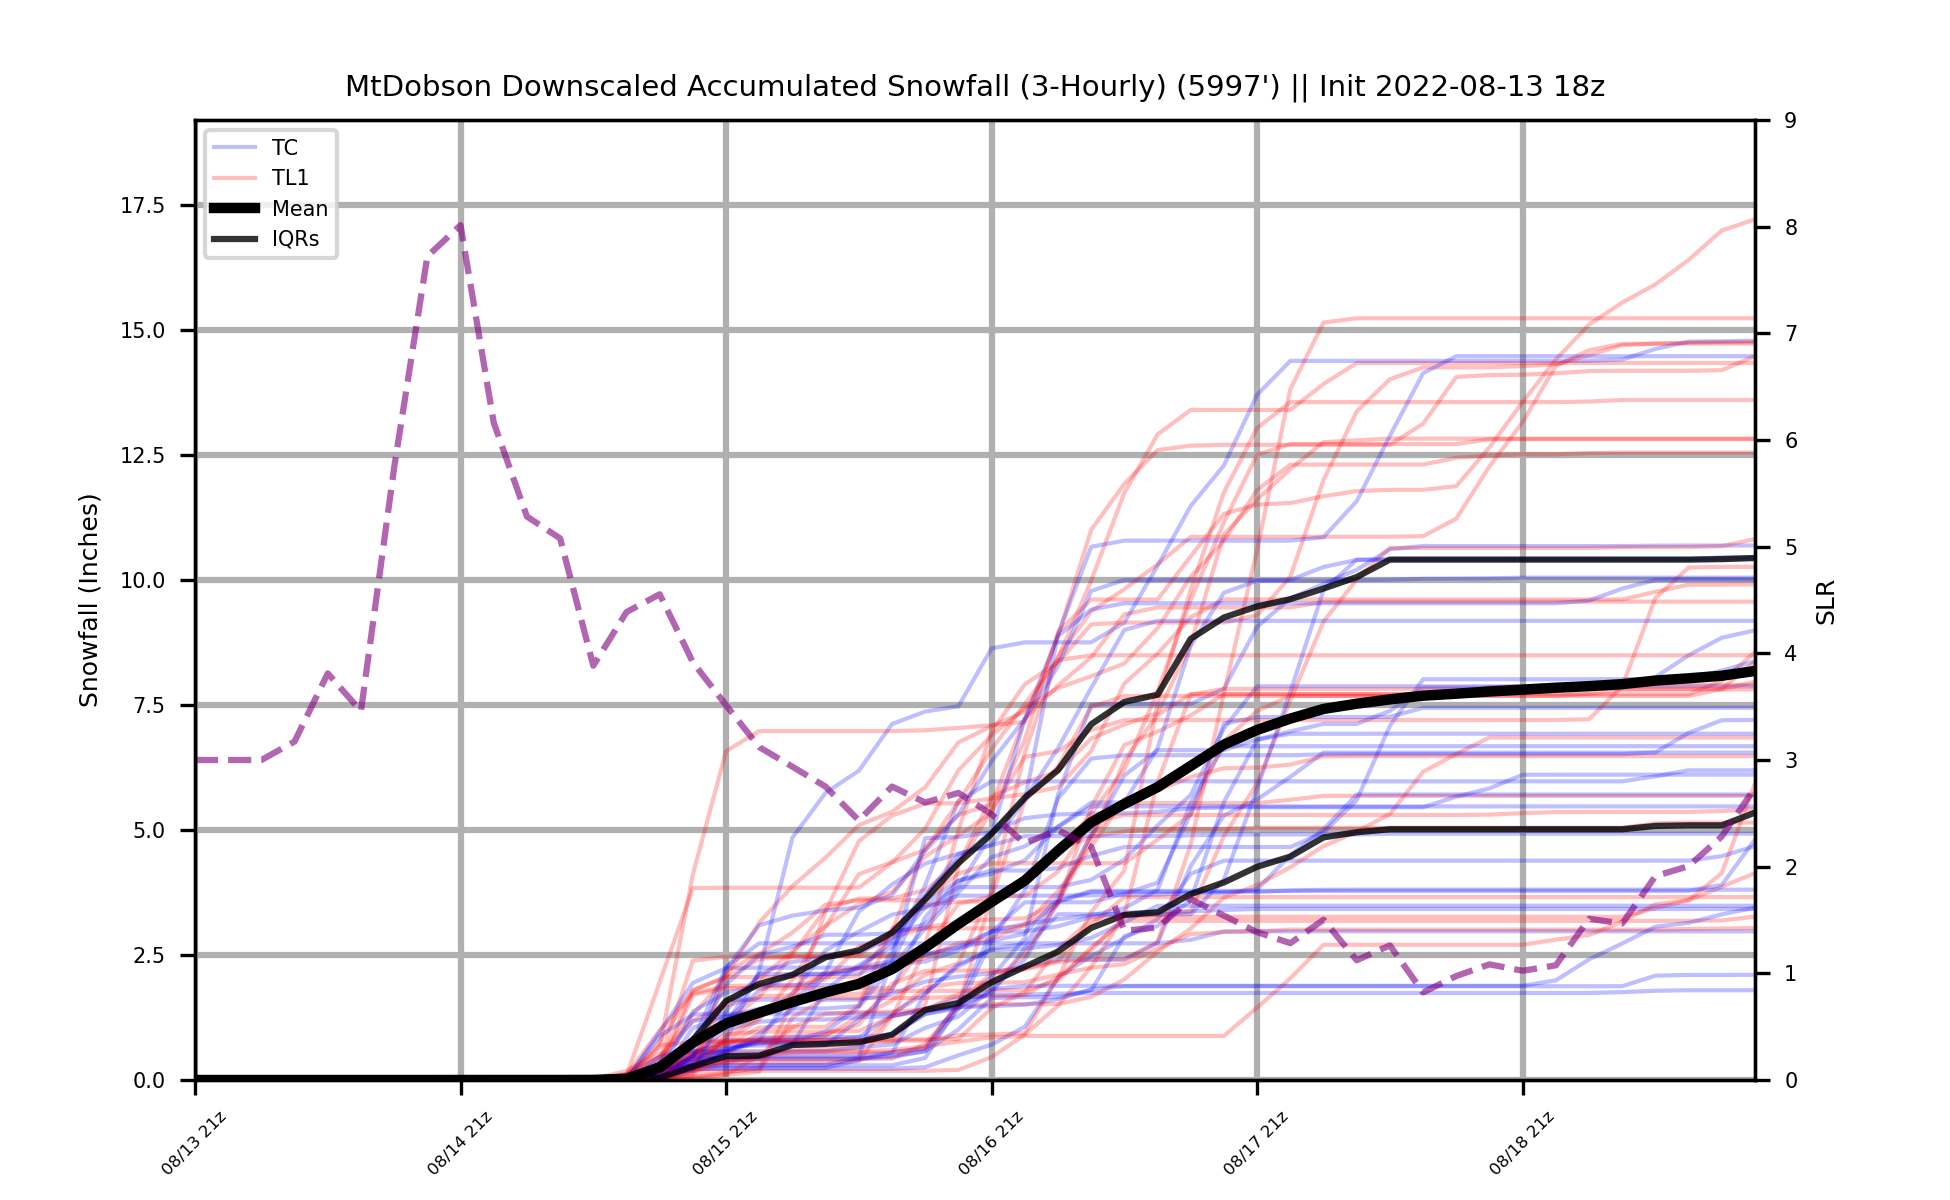 MtDobson Downscaled Accumulated Snowfall (3-Hourly) (5997') || Init 2022-08-13 18z
TC
TL1
Mean
IQRs
Snowfall (Inches)
17.5
15.0
12.5
10.0
7.5
5.0
2.5
0.0
9
8
7
6
5
4
3
2
1
0
SLR
08/13 21z
08/14 21z
08/15 21z
08/16 21z
08/17 21z
08/18 21z